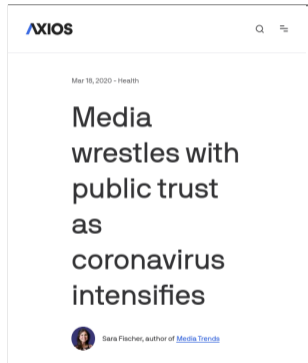 AXIOS
Mar 18, 2020 - Health
Media
wrestles with
public trust
as
coronavirus
intensifies
Sara Fischer, author of Media Trends